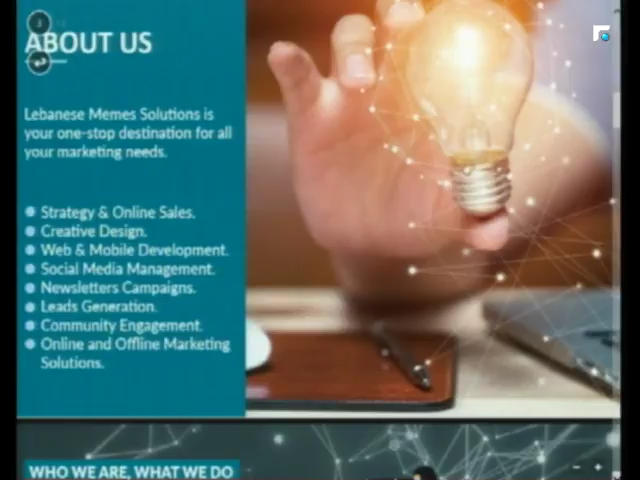 ABOUT US
Lebanese Memes Solutions is
your one-stop destination for all
your marketing needs.
Strategy & Online Sales.
Creative Design.
Web & Mobile Development.
Social Media Management.
Newsletters Campaigns.
Leads Generation.
Community Engagement.
Online and Offline Marketing
Solutions.
WHO WE ARE, WHAT WE DO